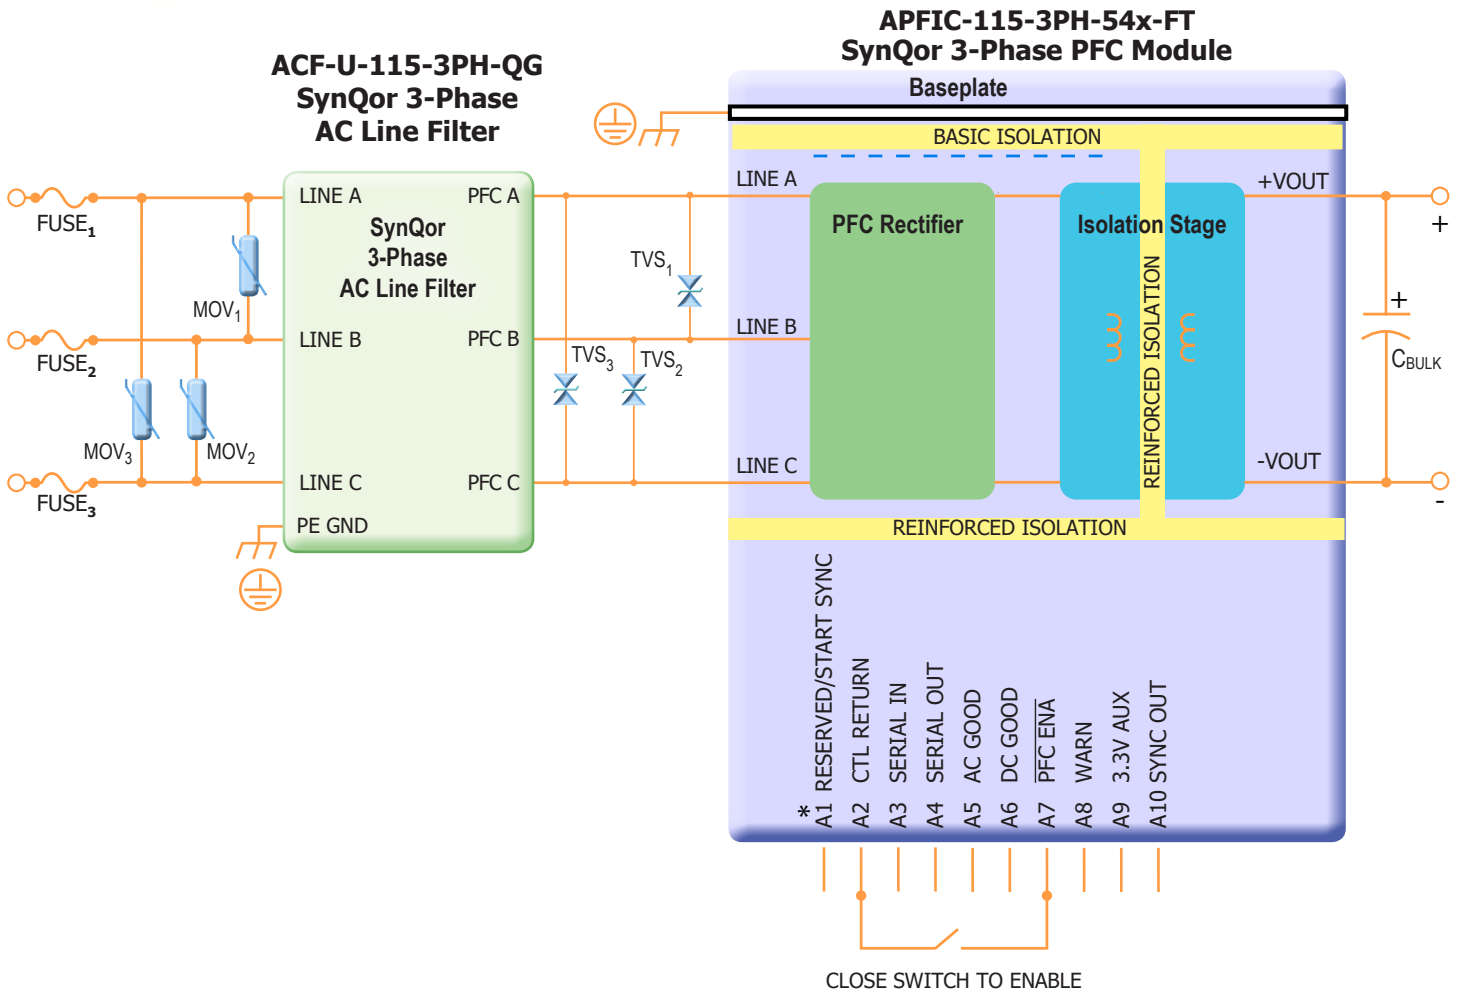 APFIC-115-3PH-54x-FT
SynQor 3-Phase PFC Module
ACF-U-115-3PH-QG
SynQor 3-Phase
AC Line Filter
Baseplate
BASIC ISOLATION
FUSE1
FUSE2
FUSE3
MOV1
MOV3
MOV2
LINE A
PFC A
SynQor
3-Phase
AC Line Filter
LINE B
PFC B
LINE C
PFC C
PE GND
TVS1
TVS3
TVS2
LINE A
LINE B
LINE C
PFC Rectifier
Isolation Stage
REINFORCED ISOLATION
+VOUT
-VOUT
+
+
CBULK
-
REINFORCED ISOLATION
* A1 RESERVED/START SYNC
A2 CTL RETURN
A3 SERIAL IN
A4 SERIAL OUT
A5 AC GOOD
A6 DC GOOD
A7 PFC ENA
A8 WARN
A9 3.3V AUX
A10 SYNC OUT
CLOSE SWITCH TO ENABLE